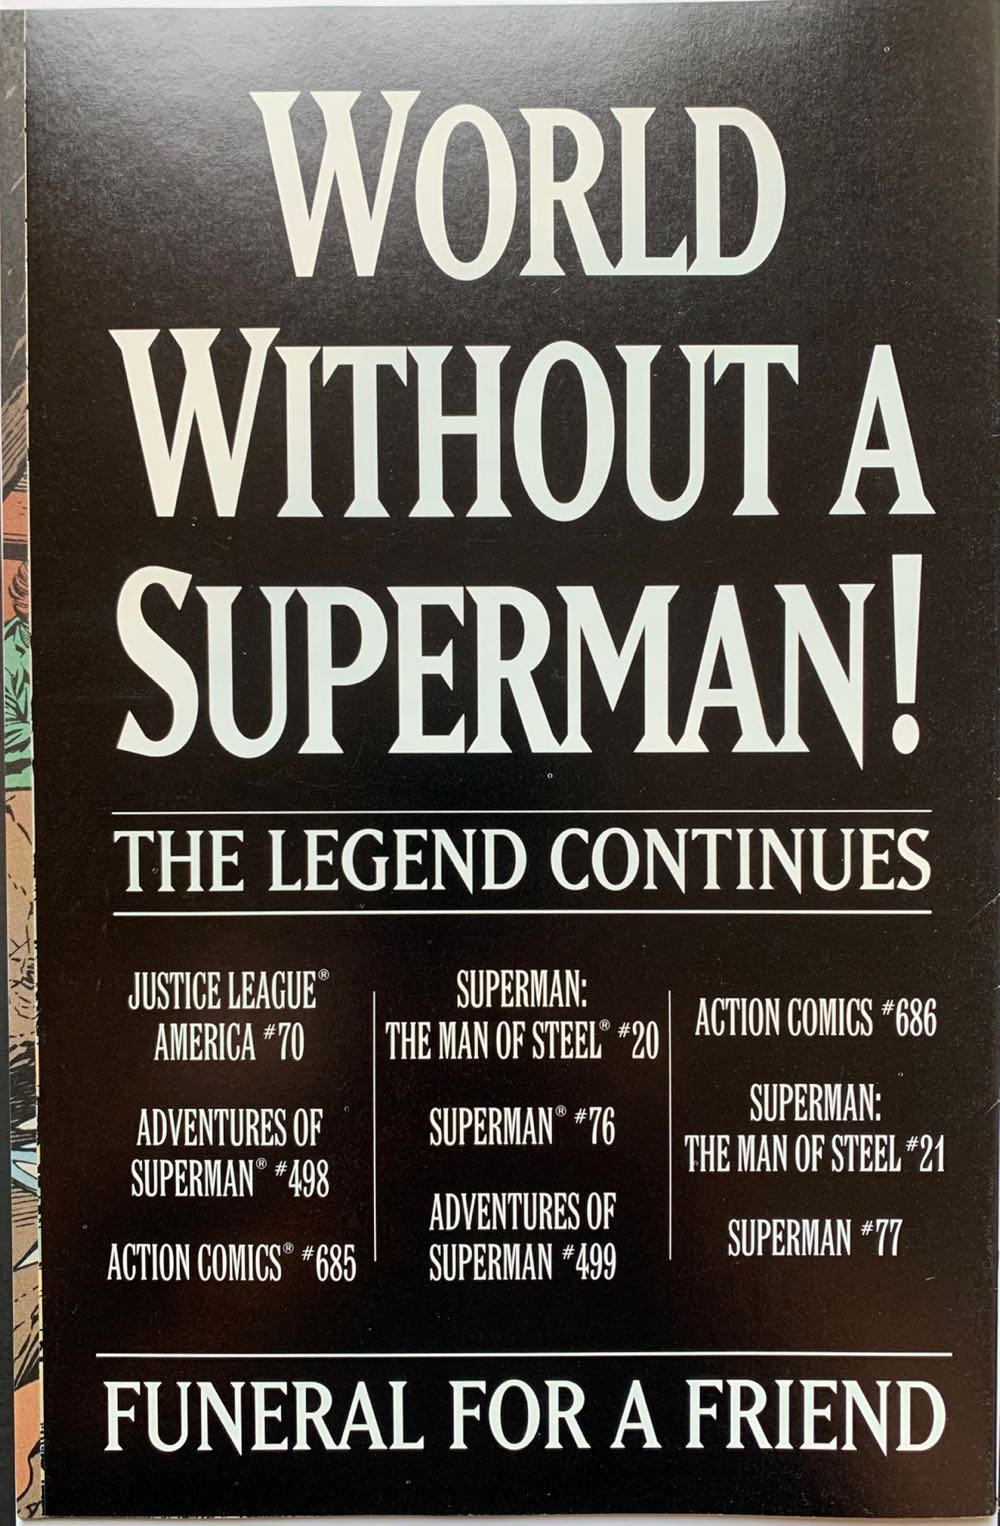 WORLD
WITHOUT A
SUPERMAN!
THE LEGEND CONTINUES
JUSTICE LEAGUE®
AMERICA #70
ADVENTURES OF
SUPERMAN® #498
ACTION COMICS® #685
SUPERMAN:
THE MAN OF STEEL® #20
SUPERMAN® #76
ADVENTURES OF
SUPERMAN #499
ACTION COMICS #686
SUPERMAN:
THE MAN OF STEEL #21
SUPERMAN #77
FUNERAL FOR A FRIEND